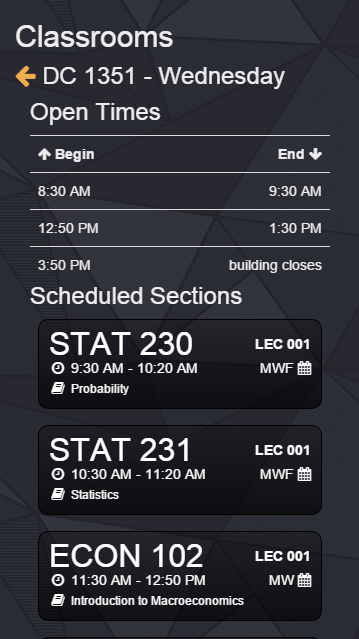 Classrooms
DC 1351 - Wednesday
Open Times
Begin End
8:30 AM 9:30 AM
12:50 PM 1:30 PM
3:50 PM building closes
Scheduled Sections
STAT 230 LEC 001
9:30 AM - 10:20 AM MWF
Probability
STAT 231 LEC 001
10:30 AM - 11:20 AM MWF
Statistics
ECON 102 LEC 001
11:30 AM - 12:50 PM MW
Introduction to Macroeconomics